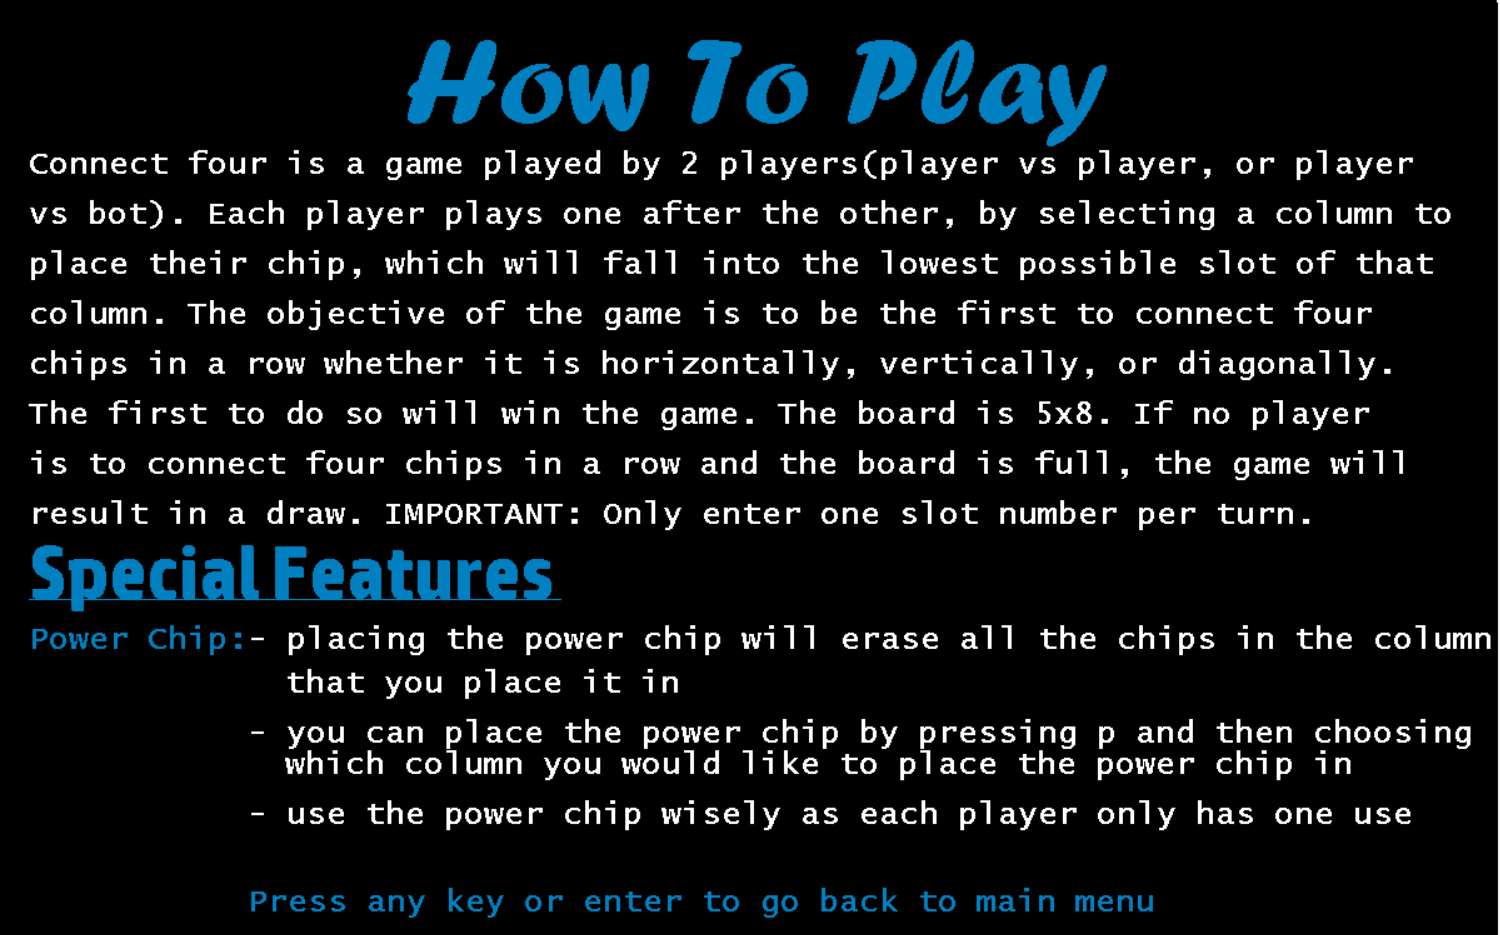 How To Play
Connect four is a game played by 2 players(player vs player, or player
vs bot). Each player plays one after the other, by selecting a column to
place their chip, which will fall into the lowest possible slot of that
column. The objective of the game is to be the first to connect four
chips in a row whether it is horizontally, vertically, or diagonally.
The first to do so will win the game. The board is 5x8. If no player
is to connect four chips in a row and the board is full, the game will
result in a draw. IMPORTANT: Only enter one slot number per turn.
Special Features
Power Chip:- placing the power chip will erase all the chips in the column
that you place it in
- you can place the power chip by pressing p and then choosing
which column you would like to place the power chip in
- use the power chip wisely as each player only has one use
Press any key or enter to go back to main menu